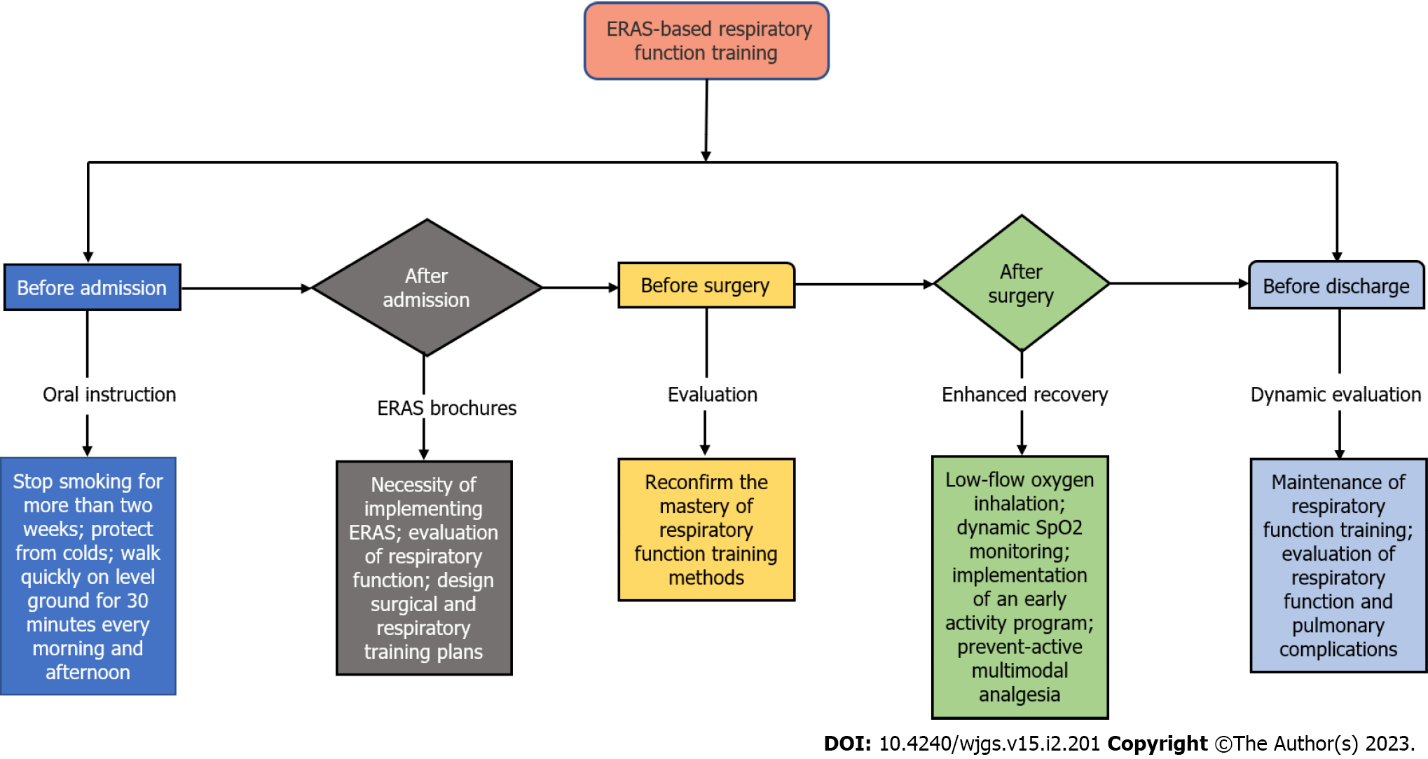 ERAS-based respiratory
function training
Before admission
After
admission
Before surgery
After
surgery
Before discharge
Oral instruction
ERAS brochures
Evaluation
Enhanced recovery
Dynamic evaluation
Stop smoking for
more than two
weeks; protect
from colds; walk
quickly on level
ground for 30
minutes every
morning and
afternoon
Necessity of
implementing
ERAS; evaluation
of respiratory
function; design
surgical and
respiratory
training plans
Reconfirm the
mastery of
respiratory
function training
methods
Low-flow oxygen
inhalation;
dynamic SpO2
monitoring;
implementation
of an early
activity program;
prevent-active
multimodal
analgesia
Maintenance of
respiratory
function training;
evaluation of
respiratory
function and
pulmonary
complications
DOI: 10.4240/wjgs.v15.i2.201 Copyright ©The Author(s) 2023.